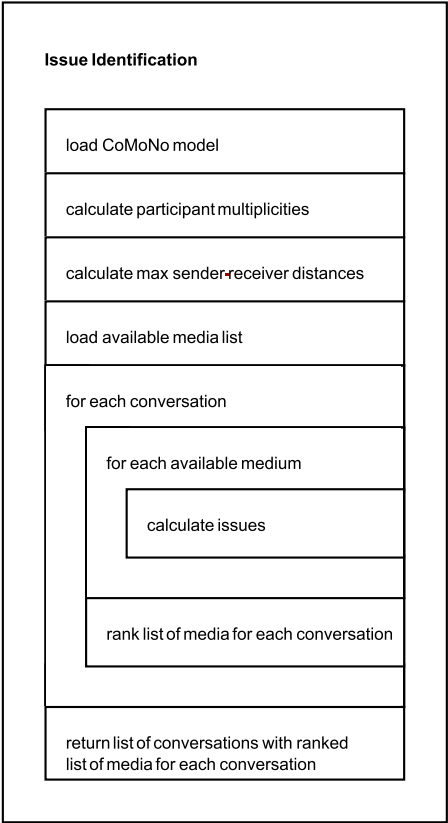 Issue Identification
load CoMoNo model
calculate participant multiplicities
calculate max sender-receiver distances
load available media list
for each conversation
for each available medium
calculate issues
rank list of media for each conversation
return list of conversations with ranked
list of media for each conversation